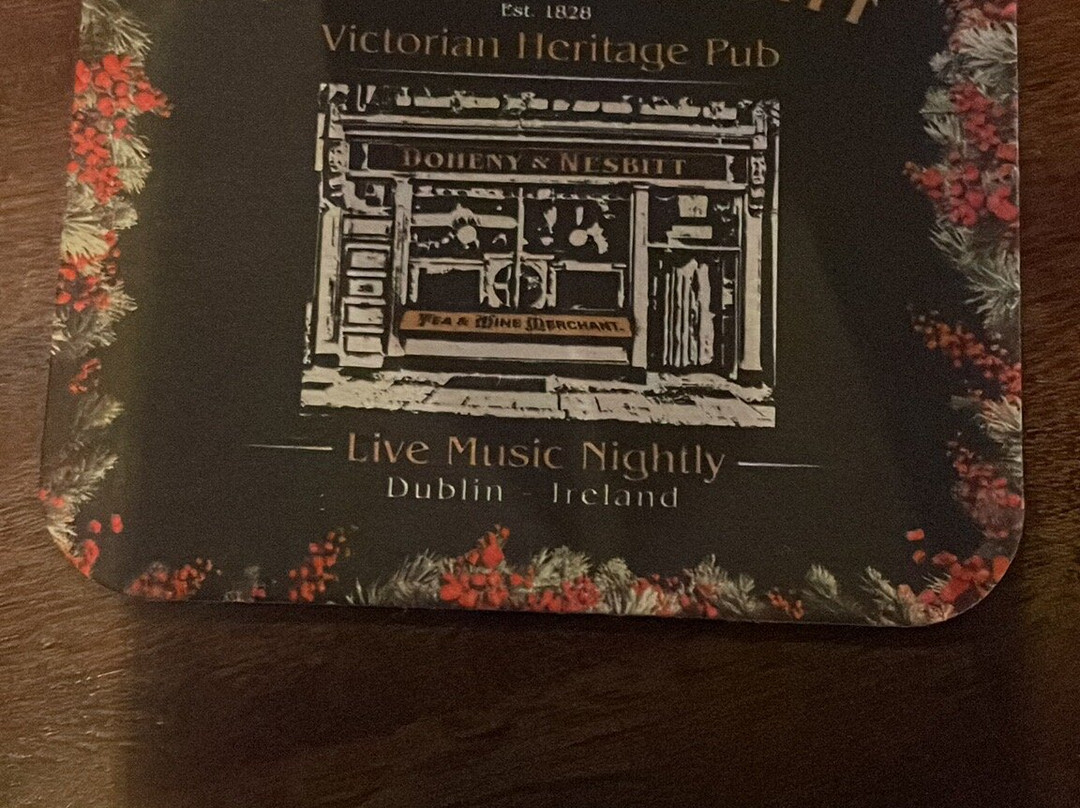 Est. 1828
Victorian Heritage Pub
DOHENY & NESBITT
TEA & WINE MERCHANT.
Live Music Nightly
Dublin - Ireland